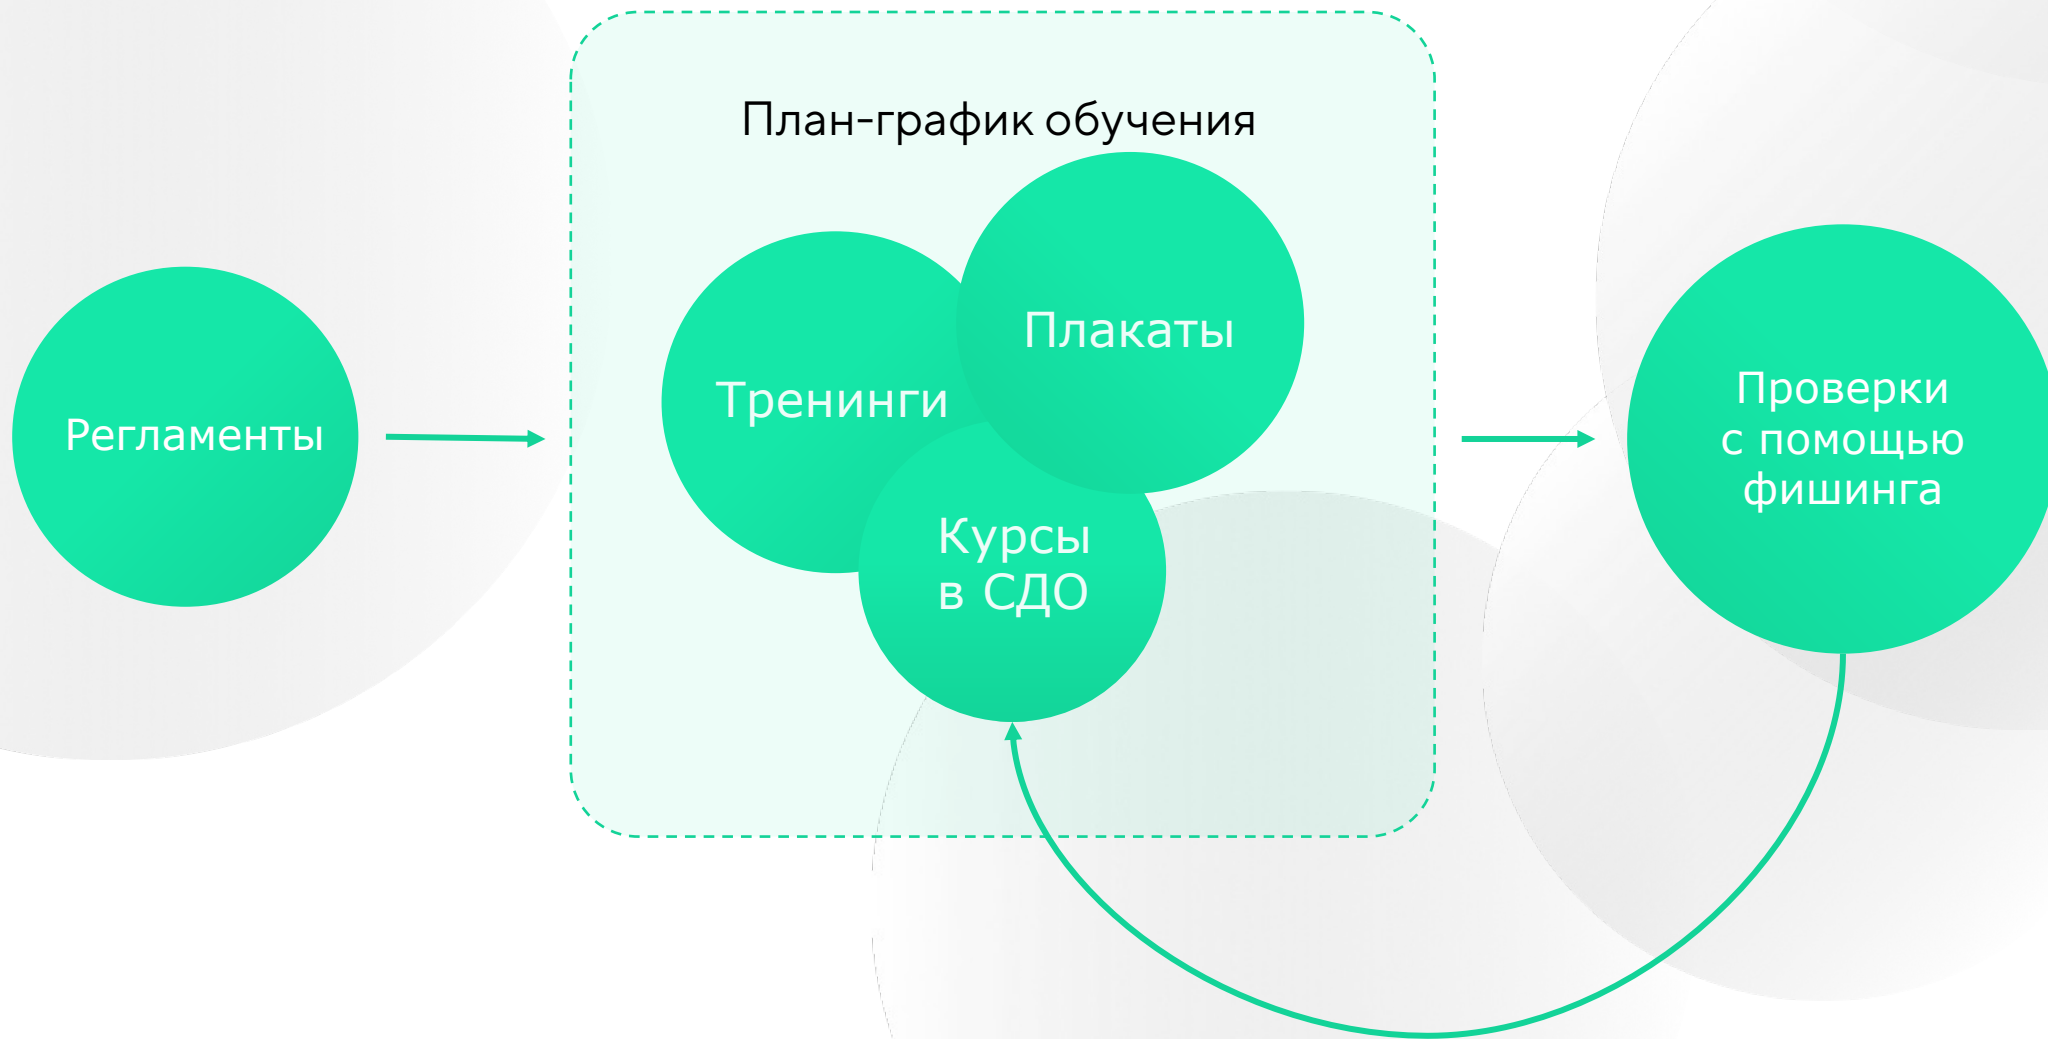 План-график обучения
Регламенты
Тренинги
Плакаты
Курсы
в СДО
Проверки
с помощью
фишинга